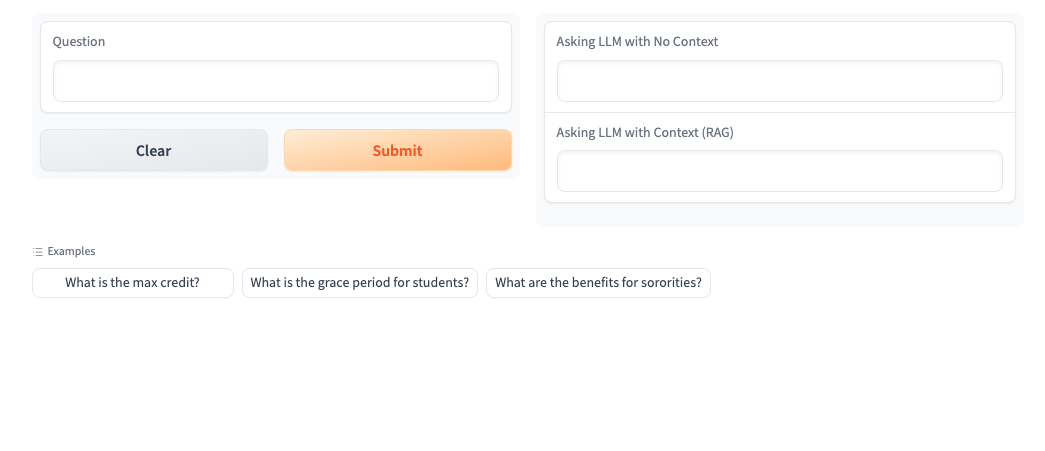 Question
Clear
Submit
Asking LLM with No Context
Asking LLM with Context (RAG)
Examples
What is the max credit?
What is the grace period for students?
What are the benefits for sororities?